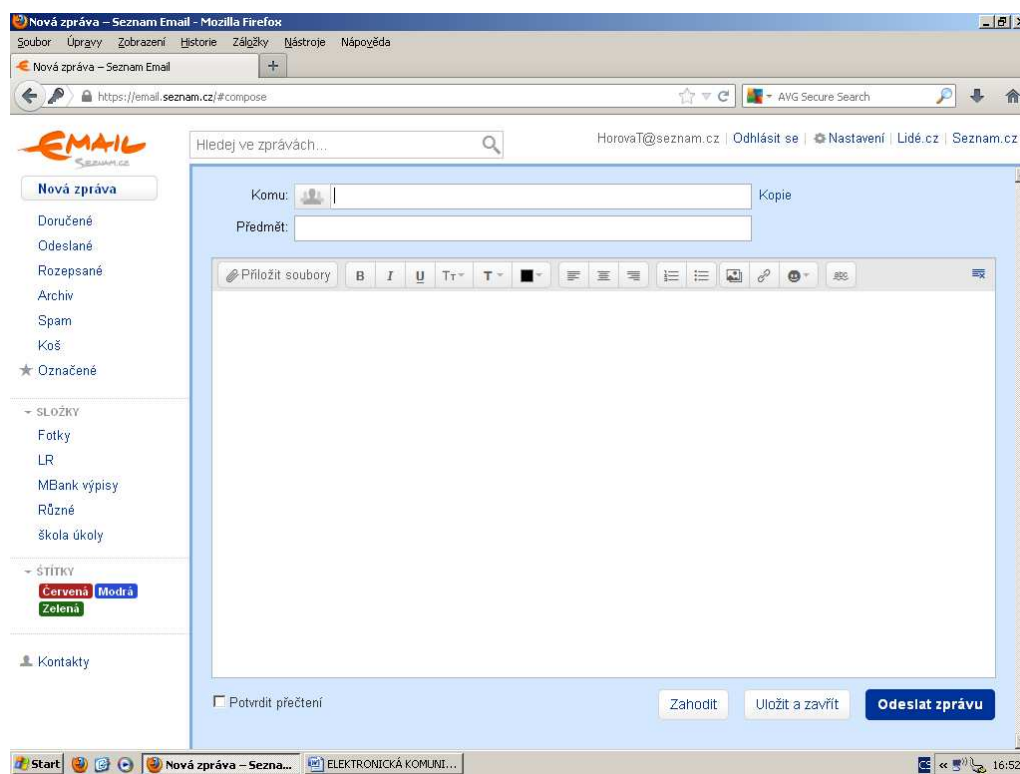 Nová zpráva – Seznam Email - Mozilla Firefox
Soubor Úpravy Zobrazení Historie Záložky Nástroje Nápověda
Nová zpráva – Seznam Email
https://email.seznam.cz/#compose AVG Secure Search
EMAIL
SEZNAM.CZ
Hledej ve zprávách...
HorovaT@seznam.cz | Odhlásit se | Nastavení | Lidé.cz | Seznam.cz
Nová zpráva
Doručené
Odeslané
Rozepsané
Archiv
Spam
Koš
Označené
SLOŽKY
Fotky
LR
MBank výpisy
Různé
škola úkoly
ŠTÍTKY
Červená Modrá
Zelená
Kontakty
Komu: Kopie
Předmět:
Přiložit soubory B I U TT T
Potvrdit přečtení Zahodit Uložit a zavřít Odeslat zprávu
Start Nová zpráva – Sezna... ELEKTRONICKÁ KOMUNI... CS « 16:52